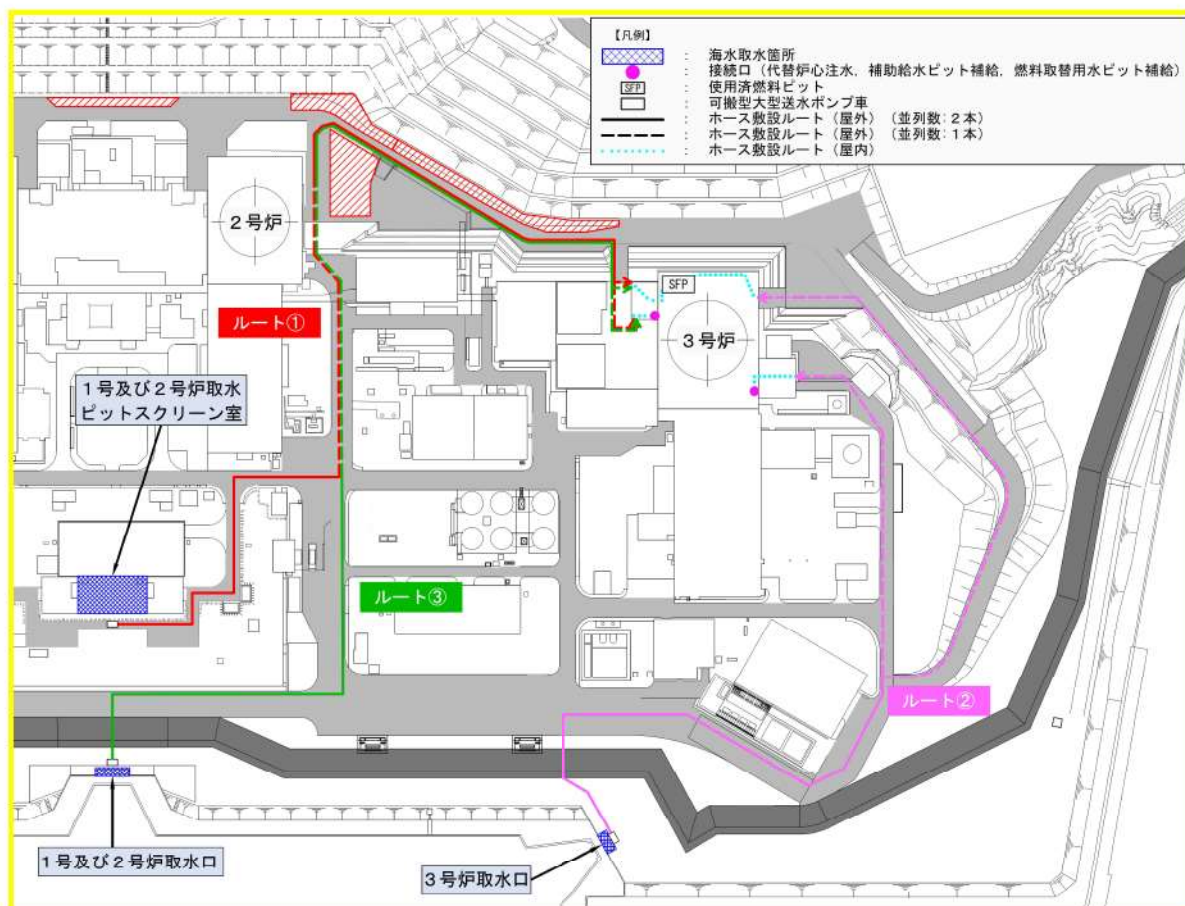 【凡例】
： 海水取水箇所
： 接続口（代替炉心注水，補助給水ピット補給，燃料取替用水ピット補給）
SFP ： 使用済燃料ピット
： 可搬型大型送水ポンプ車
： ホース敷設ルート（屋外）（並列数：２本）
： ホース敷設ルート（屋外）（並列数：１本）
： ホース敷設ルート（屋内）
２号炉
SFP
ルート①
３号炉
１号及び２号炉取水
ピットスクリーン室
ルート③
ルート②
１号及び２号炉取水口
３号炉取水口